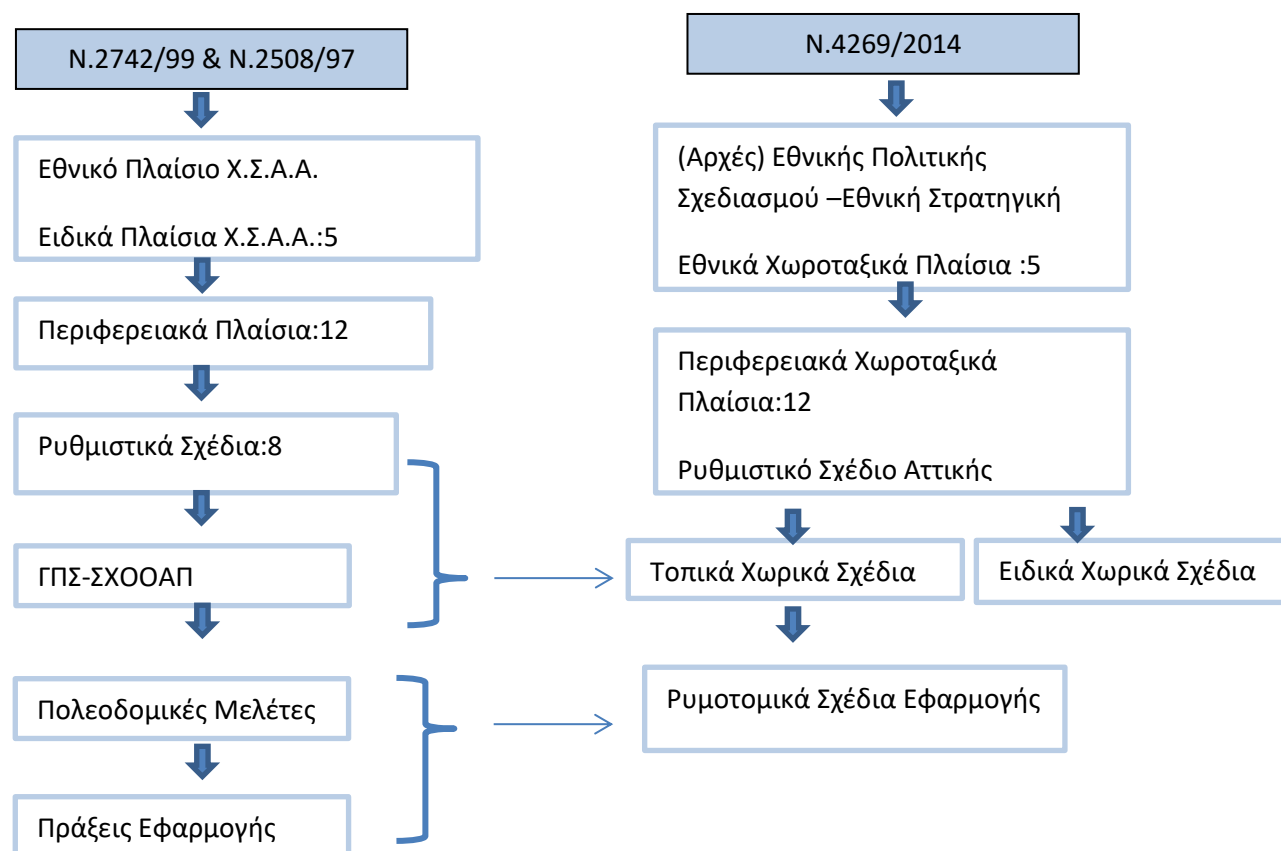 Ν.2742/99 & Ν.2508/97
Εθνικό Πλαίσιο Χ.Σ.Α.Α.
Ειδικά Πλαίσια Χ.Σ.Α.Α.:5
Περιφερειακά Πλαίσια:12
Ρυθμιστικά Σχέδια:8
ΓΠΣ-ΣΧΟΟΑΠ
Πολεοδομικές Μελέτες
Πράξεις Εφαρμογής
Ν.4269/2014
(Αρχές) Εθνικής Πολιτικής
Σχεδιασμού –Εθνική Στρατηγική
Εθνικά Χωροταξικά Πλαίσια :5
Περιφερειακά Χωροταξικά
Πλαίσια:12
Ρυθμιστικό Σχέδιο Αττικής
Τοπικά Χωρικά Σχέδια
Ειδικά Χωρικά Σχέδια
Ρυμοτομικά Σχέδια Εφαρμογής